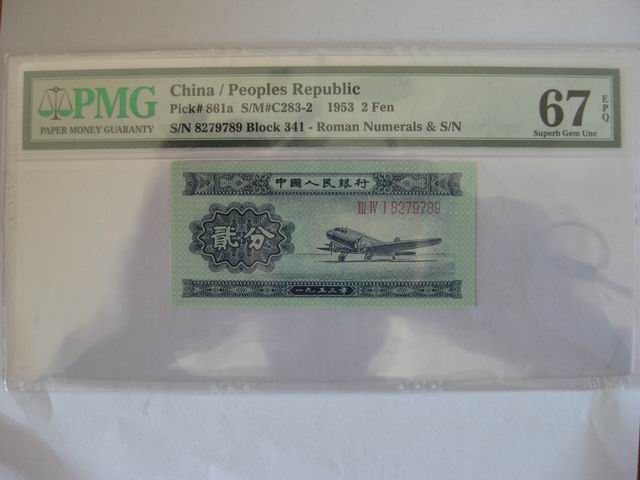 PMG
PAPER MONEY GUARANTY
China / Peoples Republic
Pick# 861a S/M#C283-2 1953 2 Fen
S/N 8279789 Block 341 - Roman Numerals & S/N
67 EPQ
Superb Gem Unc
中國人民銀行
III IV I 8279789
貳分
一九五三年